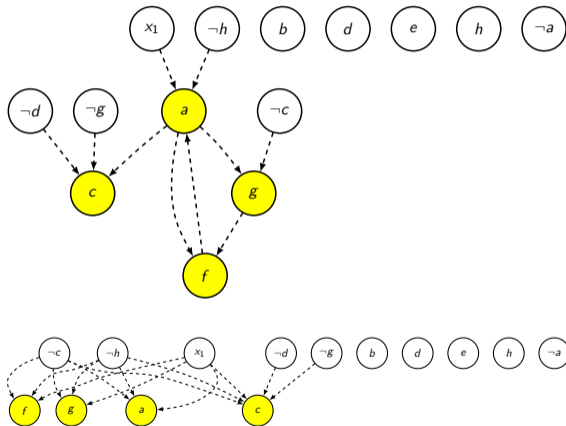 x₁ ¬h b d e h ¬a
¬d ¬g a ¬c
c g
f
¬c ¬h x₁ ¬d ¬g b d e h ¬a
f g a c